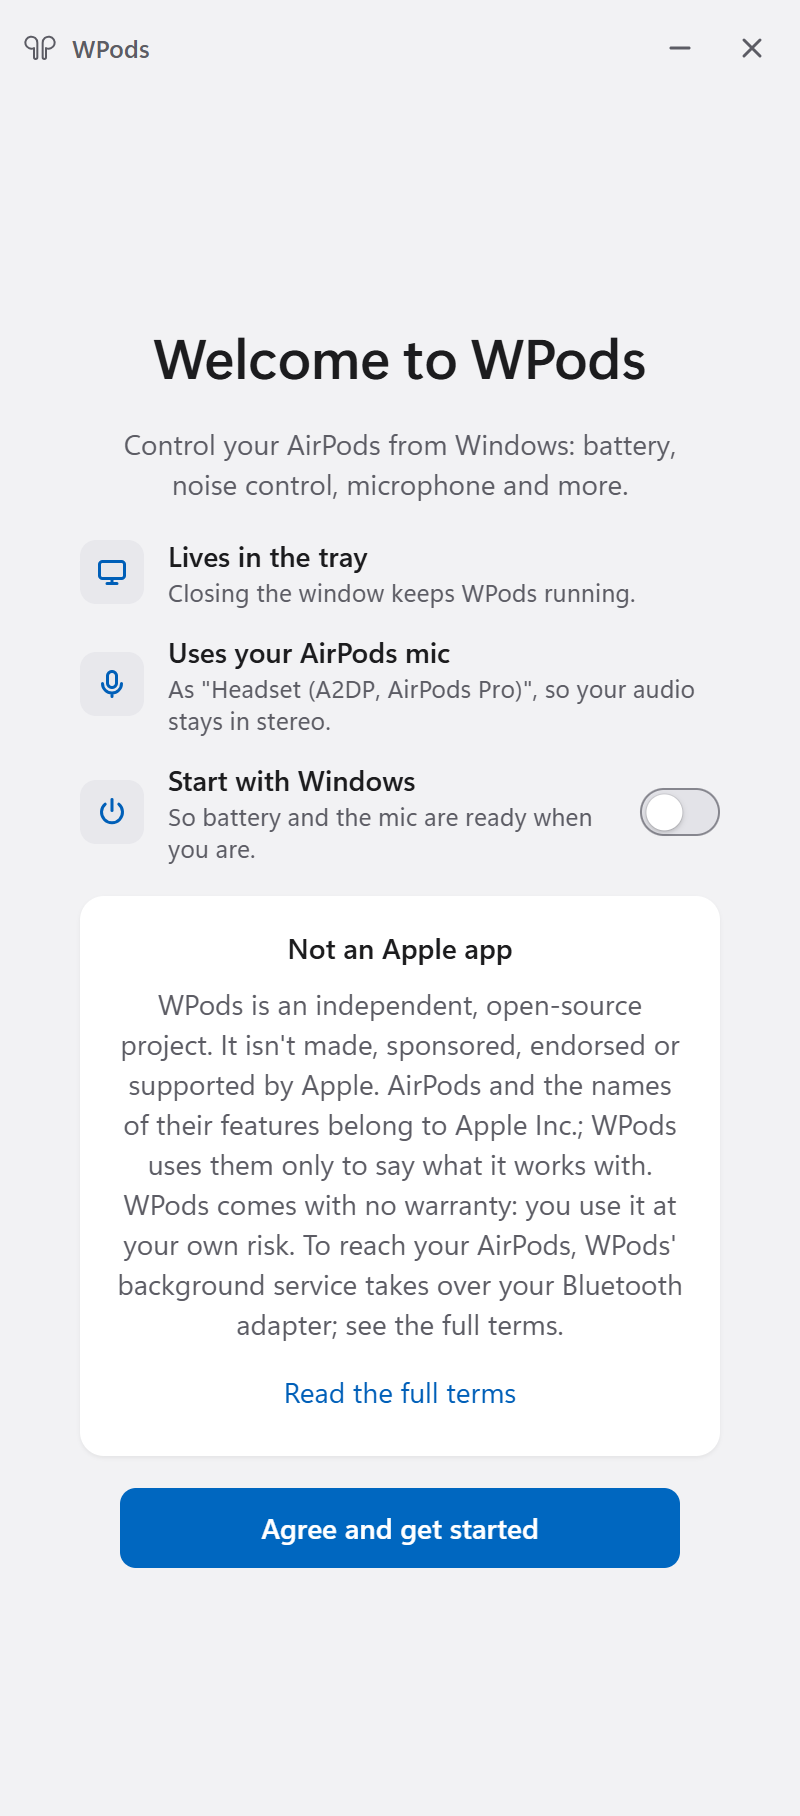 WPods
Welcome to WPods
Control your AirPods from Windows: battery,
noise control, microphone and more.
Lives in the tray
Closing the window keeps WPods running.
Uses your AirPods mic
As "Headset (A2DP, AirPods Pro)", so your audio
stays in stereo.
Start with Windows
So battery and the mic are ready when
you are.
Not an Apple app
WPods is an independent, open-source
project. It isn't made, sponsored, endorsed or
supported by Apple. AirPods and the names
of their features belong to Apple Inc.; WPods
uses them only to say what it works with.
WPods comes with no warranty: you use it at
your own risk. To reach your AirPods, WPods'
background service takes over your Bluetooth
adapter; see the full terms.
Read the full terms
Agree and get started